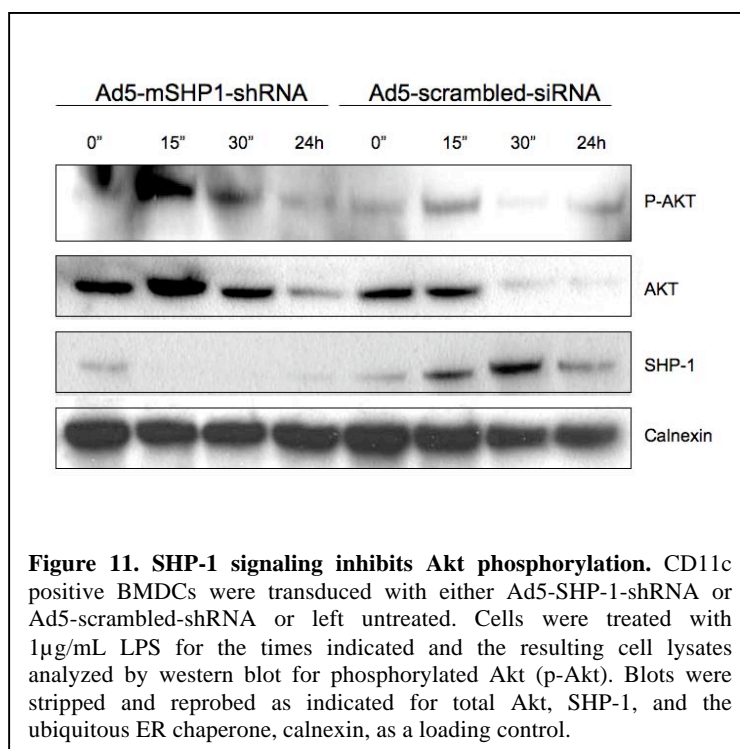 Ad5-mSHP1-shRNA Ad5-scrambled-siRNA
0" 15" 30" 24h 0" 15" 30" 24h
P-AKT
AKT
SHP-1
Calnexin
Figure 11. SHP-1 signaling inhibits Akt phosphorylation. CD11c
positive BMDCs were transduced with either Ad5-SHP-1-shRNA or
Ad5-scrambled-shRNA or left untreated. Cells were treated with
1µg/mL LPS for the times indicated and the resulting cell lysates
analyzed by western blot for phosphorylated Akt (p-Akt). Blots were
stripped and reprobed as indicated for total Akt, SHP-1, and the
ubiquitous ER chaperone, calnexin, as a loading control.